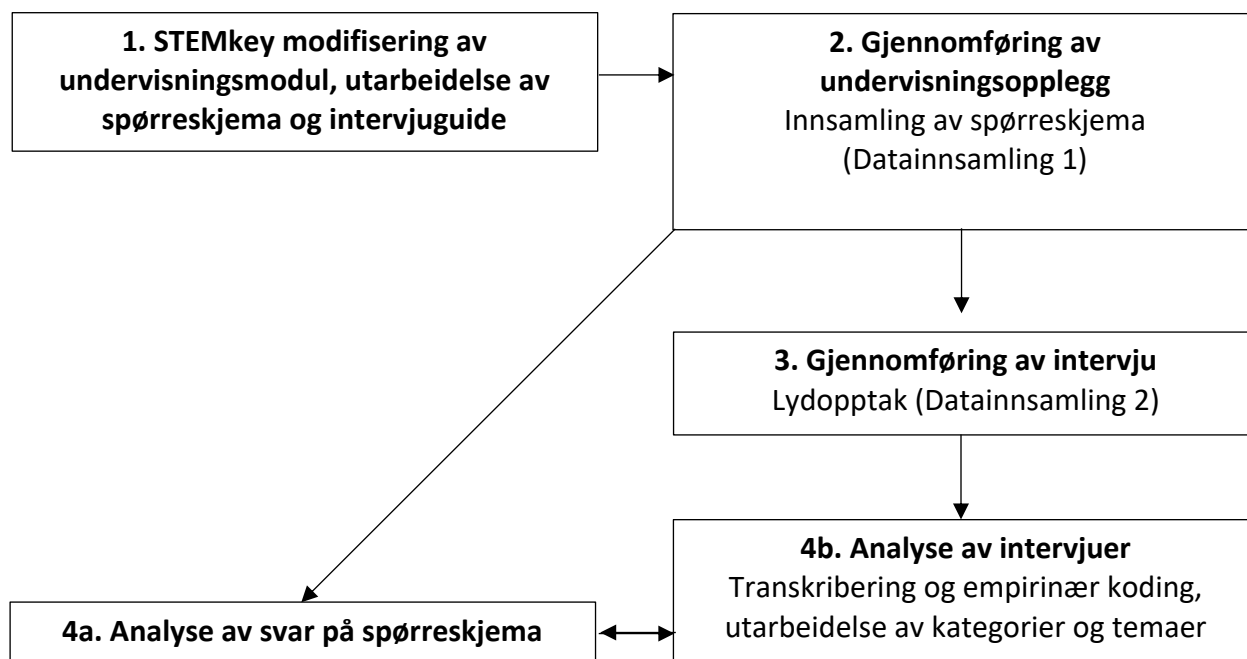 1. STEMkey modifisering av
undervisningsmodul, utarbeidelse av
spørreskjema og intervjuguide
2. Gjennomføring av
undervisningsopplegg
Innsamling av spørreskjema
(Datainnsamling 1)
3. Gjennomføring av intervju
Lydopptak (Datainnsamling 2)
4b. Analyse av intervjuer
Transkribering og empirinær koding,
utarbeidelse av kategorier og temaer
4a. Analyse av svar på spørreskjema